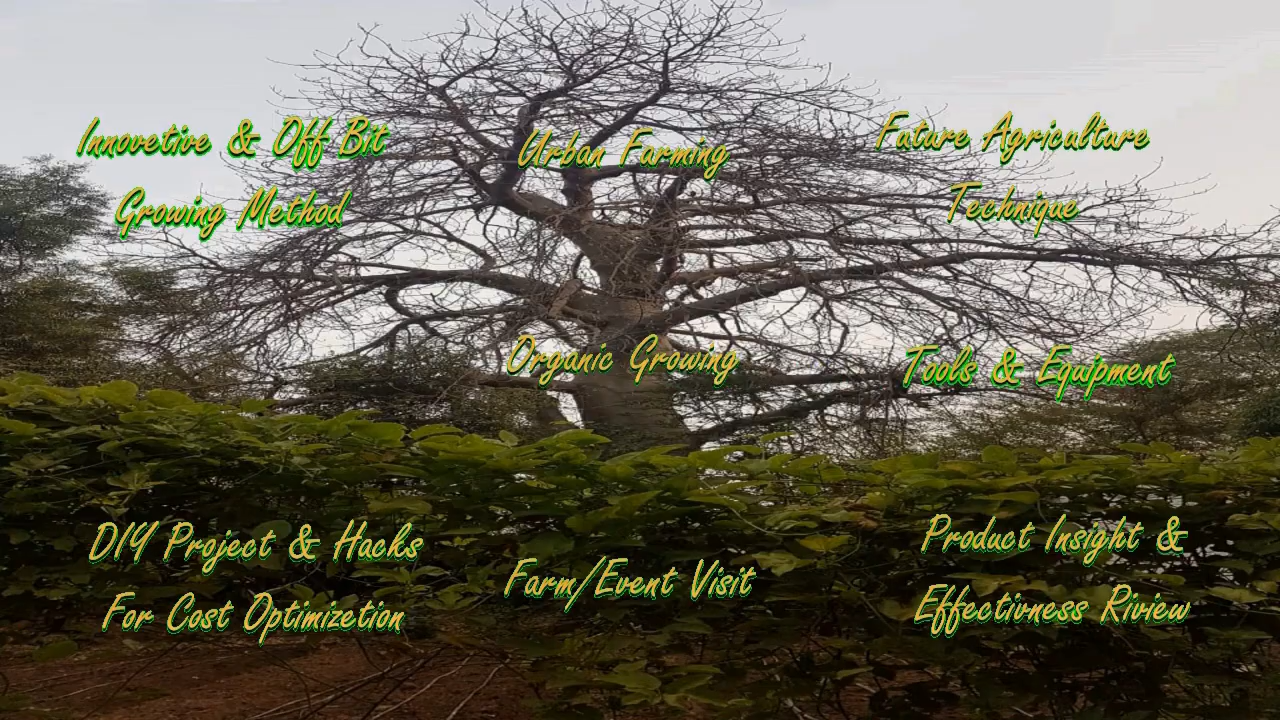 Innovetive & Off Bit
Growing Method
Urban Farming
Future Agriculture
Technique
Organic Growing
Tools & Equipment
DIY Project & Hacks
For Cost Optimizetion
Farm/Event Visit
Product Insight &
Effectivness Riview